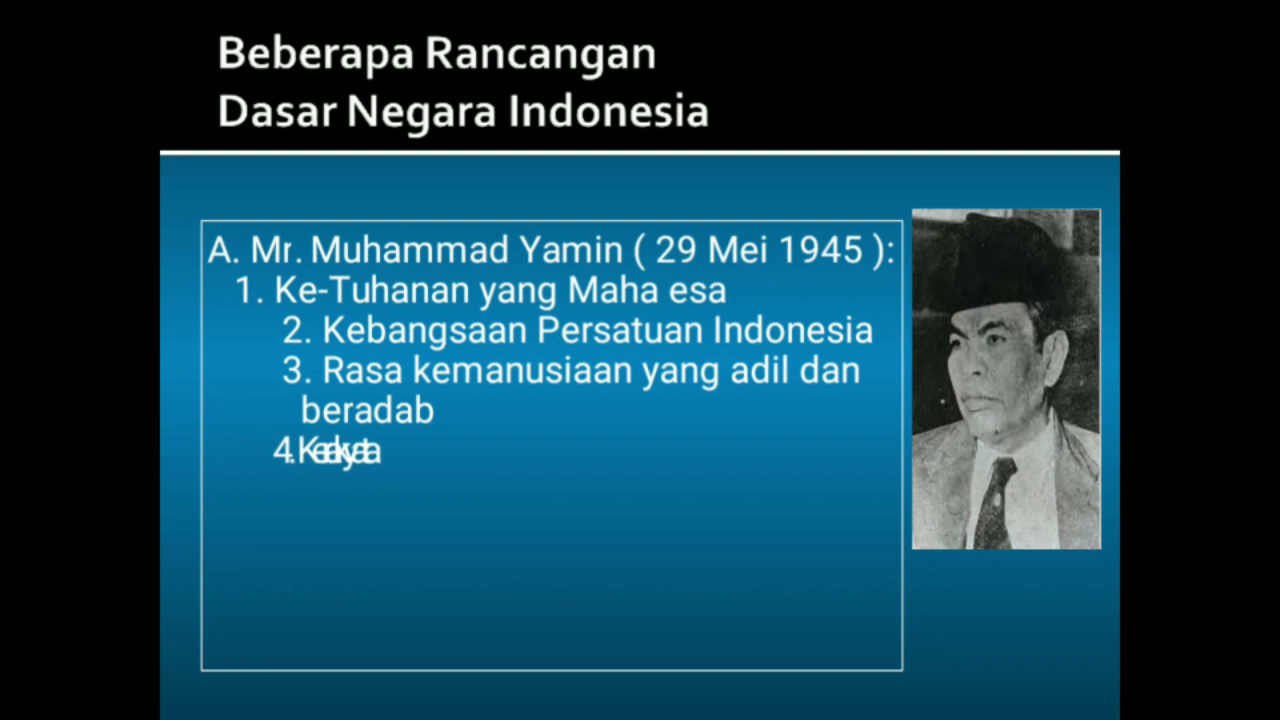 Beberapa Rancangan
Dasar Negara Indonesia
A. Mr. Muhammad Yamin ( 29 Mei 1945 ):
1. Ke-Tuhanan yang Maha esa
2. Kebangsaan Persatuan Indonesia
3. Rasa kemanusiaan yang adil dan
beradab
4.